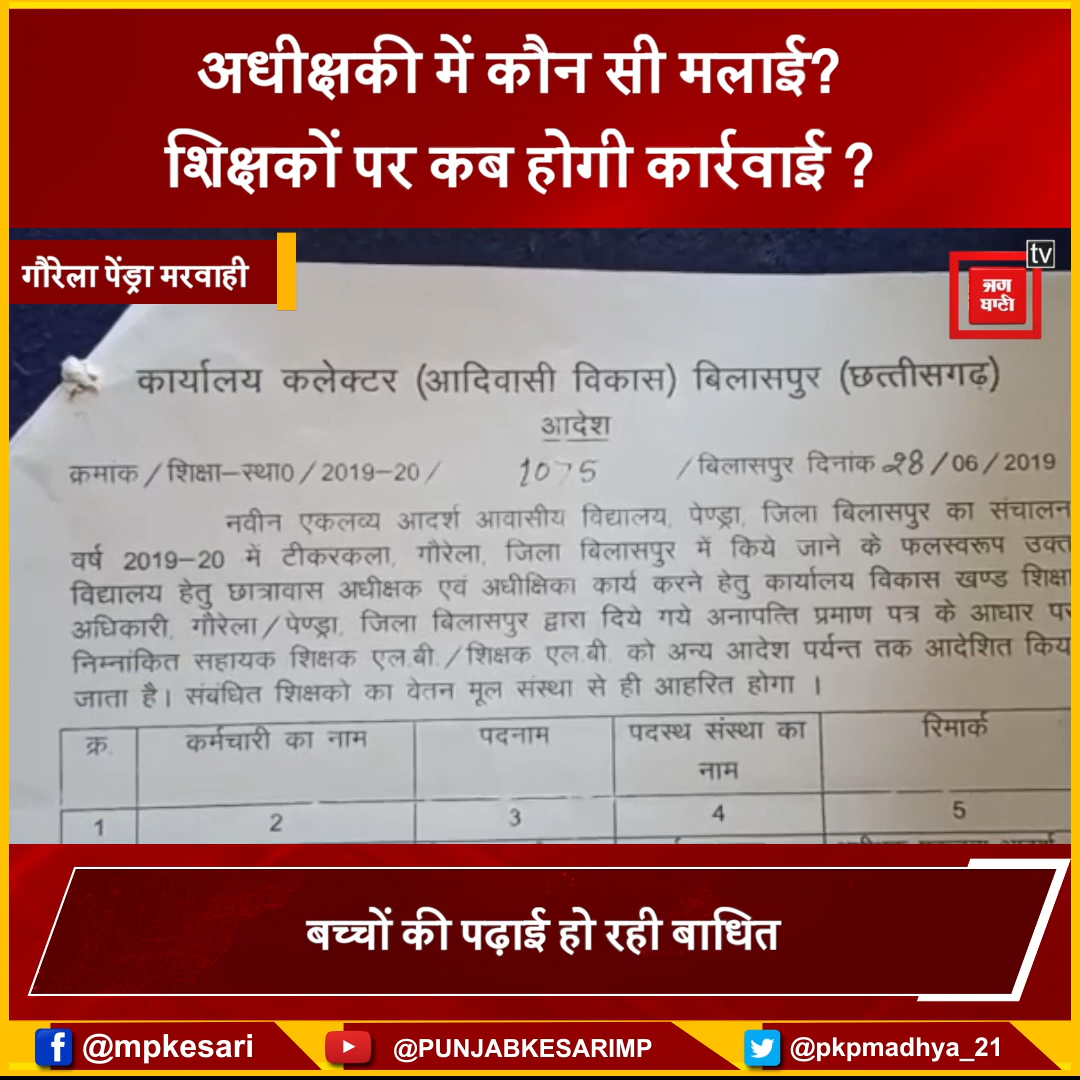 अधीक्षकी में कौन सी मलाई?
शिक्षकों पर कब होगी कार्रवाई ?
गौरेला पेंड्रा मरवाही
tv
ਜਗ
ਬਾਣੀ
कार्यालय कलेक्टर (आदिवासी विकास) बिलासपुर (छत्तीसगढ़)
आदेश
क्रमांक / शिक्षा–स्था0 / 2019–20 / 1075 / बिलासपुर दिनांक 28 / 06 / 2019
नवीन एकलव्य आदर्श आवासीय विद्यालय, पेण्ड्रा, जिला बिलासपुर का संचालन
वर्ष 2019–20 में टीकरकला, गौरेला, जिला बिलासपुर में किये जाने के फलस्वरूप उक्त
विद्यालय हेतु छात्रावास अधीक्षक एवं अधीक्षिका कार्य करने हेतु कार्यालय विकास खण्ड शिक्षा
अधिकारी, गौरेला / पेण्ड्रा, जिला बिलासपुर द्वारा दिये गये अनापत्ति प्रमाण पत्र के आधार पर
निम्नांकित सहायक शिक्षक एल.बी. / शिक्षक एल.बी. को अन्य आदेश पर्यन्त तक आदेशित किय
जाता है। संबंधित शिक्षको का वेतन मूल संस्था से ही आहरित होगा ।
क्र. कर्मचारी का नाम पदनाम पदस्थ संस्था का रिमार्क
नाम
1 2 3 4 5
बच्चों की पढ़ाई हो रही बाधित
@mpkesari @PUNJABKESARIMP @pkpmadhya_21